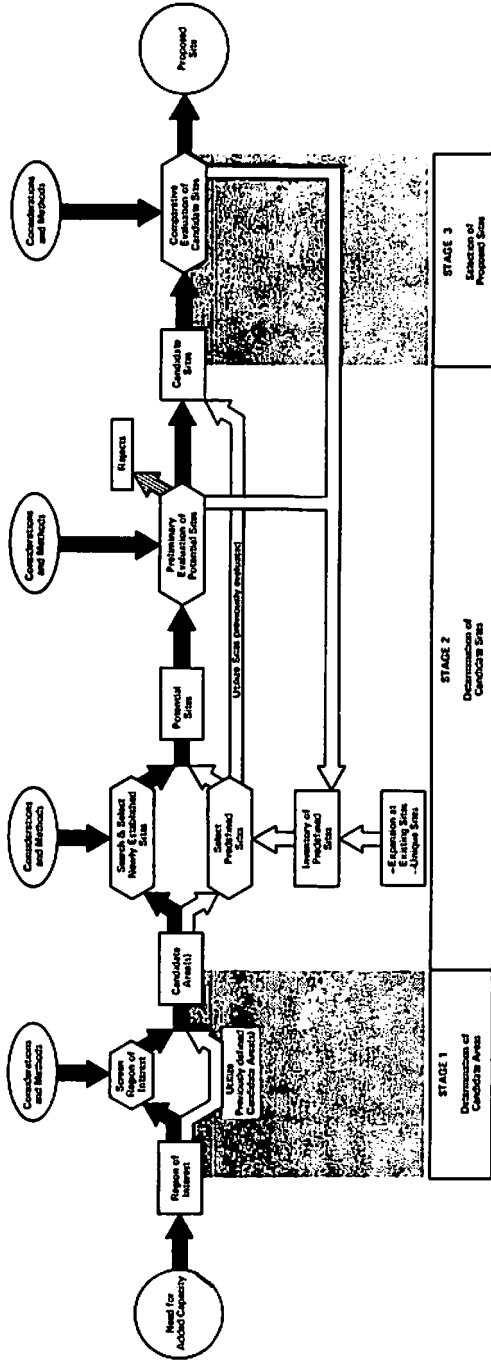 Need for
Added Capacity
Region of
Interest
Considerations
and Methods
Screen
Region of
Interest
Utilize
Previously Defined
Candidate Area(s)
Candidate
Area(s)
Considerations
and Methods
Search & Select
Newly Established
Sites
Select
Predefined
Sites
Inventory of
Predefined
Sites
Expansion at
Existing Sites
Unique Sites
Potential
Sites
Utilize Sites previously evaluated
Considerations
and Methods
Preliminary
Evaluation of
Potential Sites
Rejects
Candidate
Sites
Considerations
and Methods
Comparative
Evaluation of
Candidate Sites
Proposed
Site
STAGE 1
Determination of
Candidate Areas
STAGE 2
Determination of
Candidate Sites
STAGE 3
Selection of
Proposed Sites